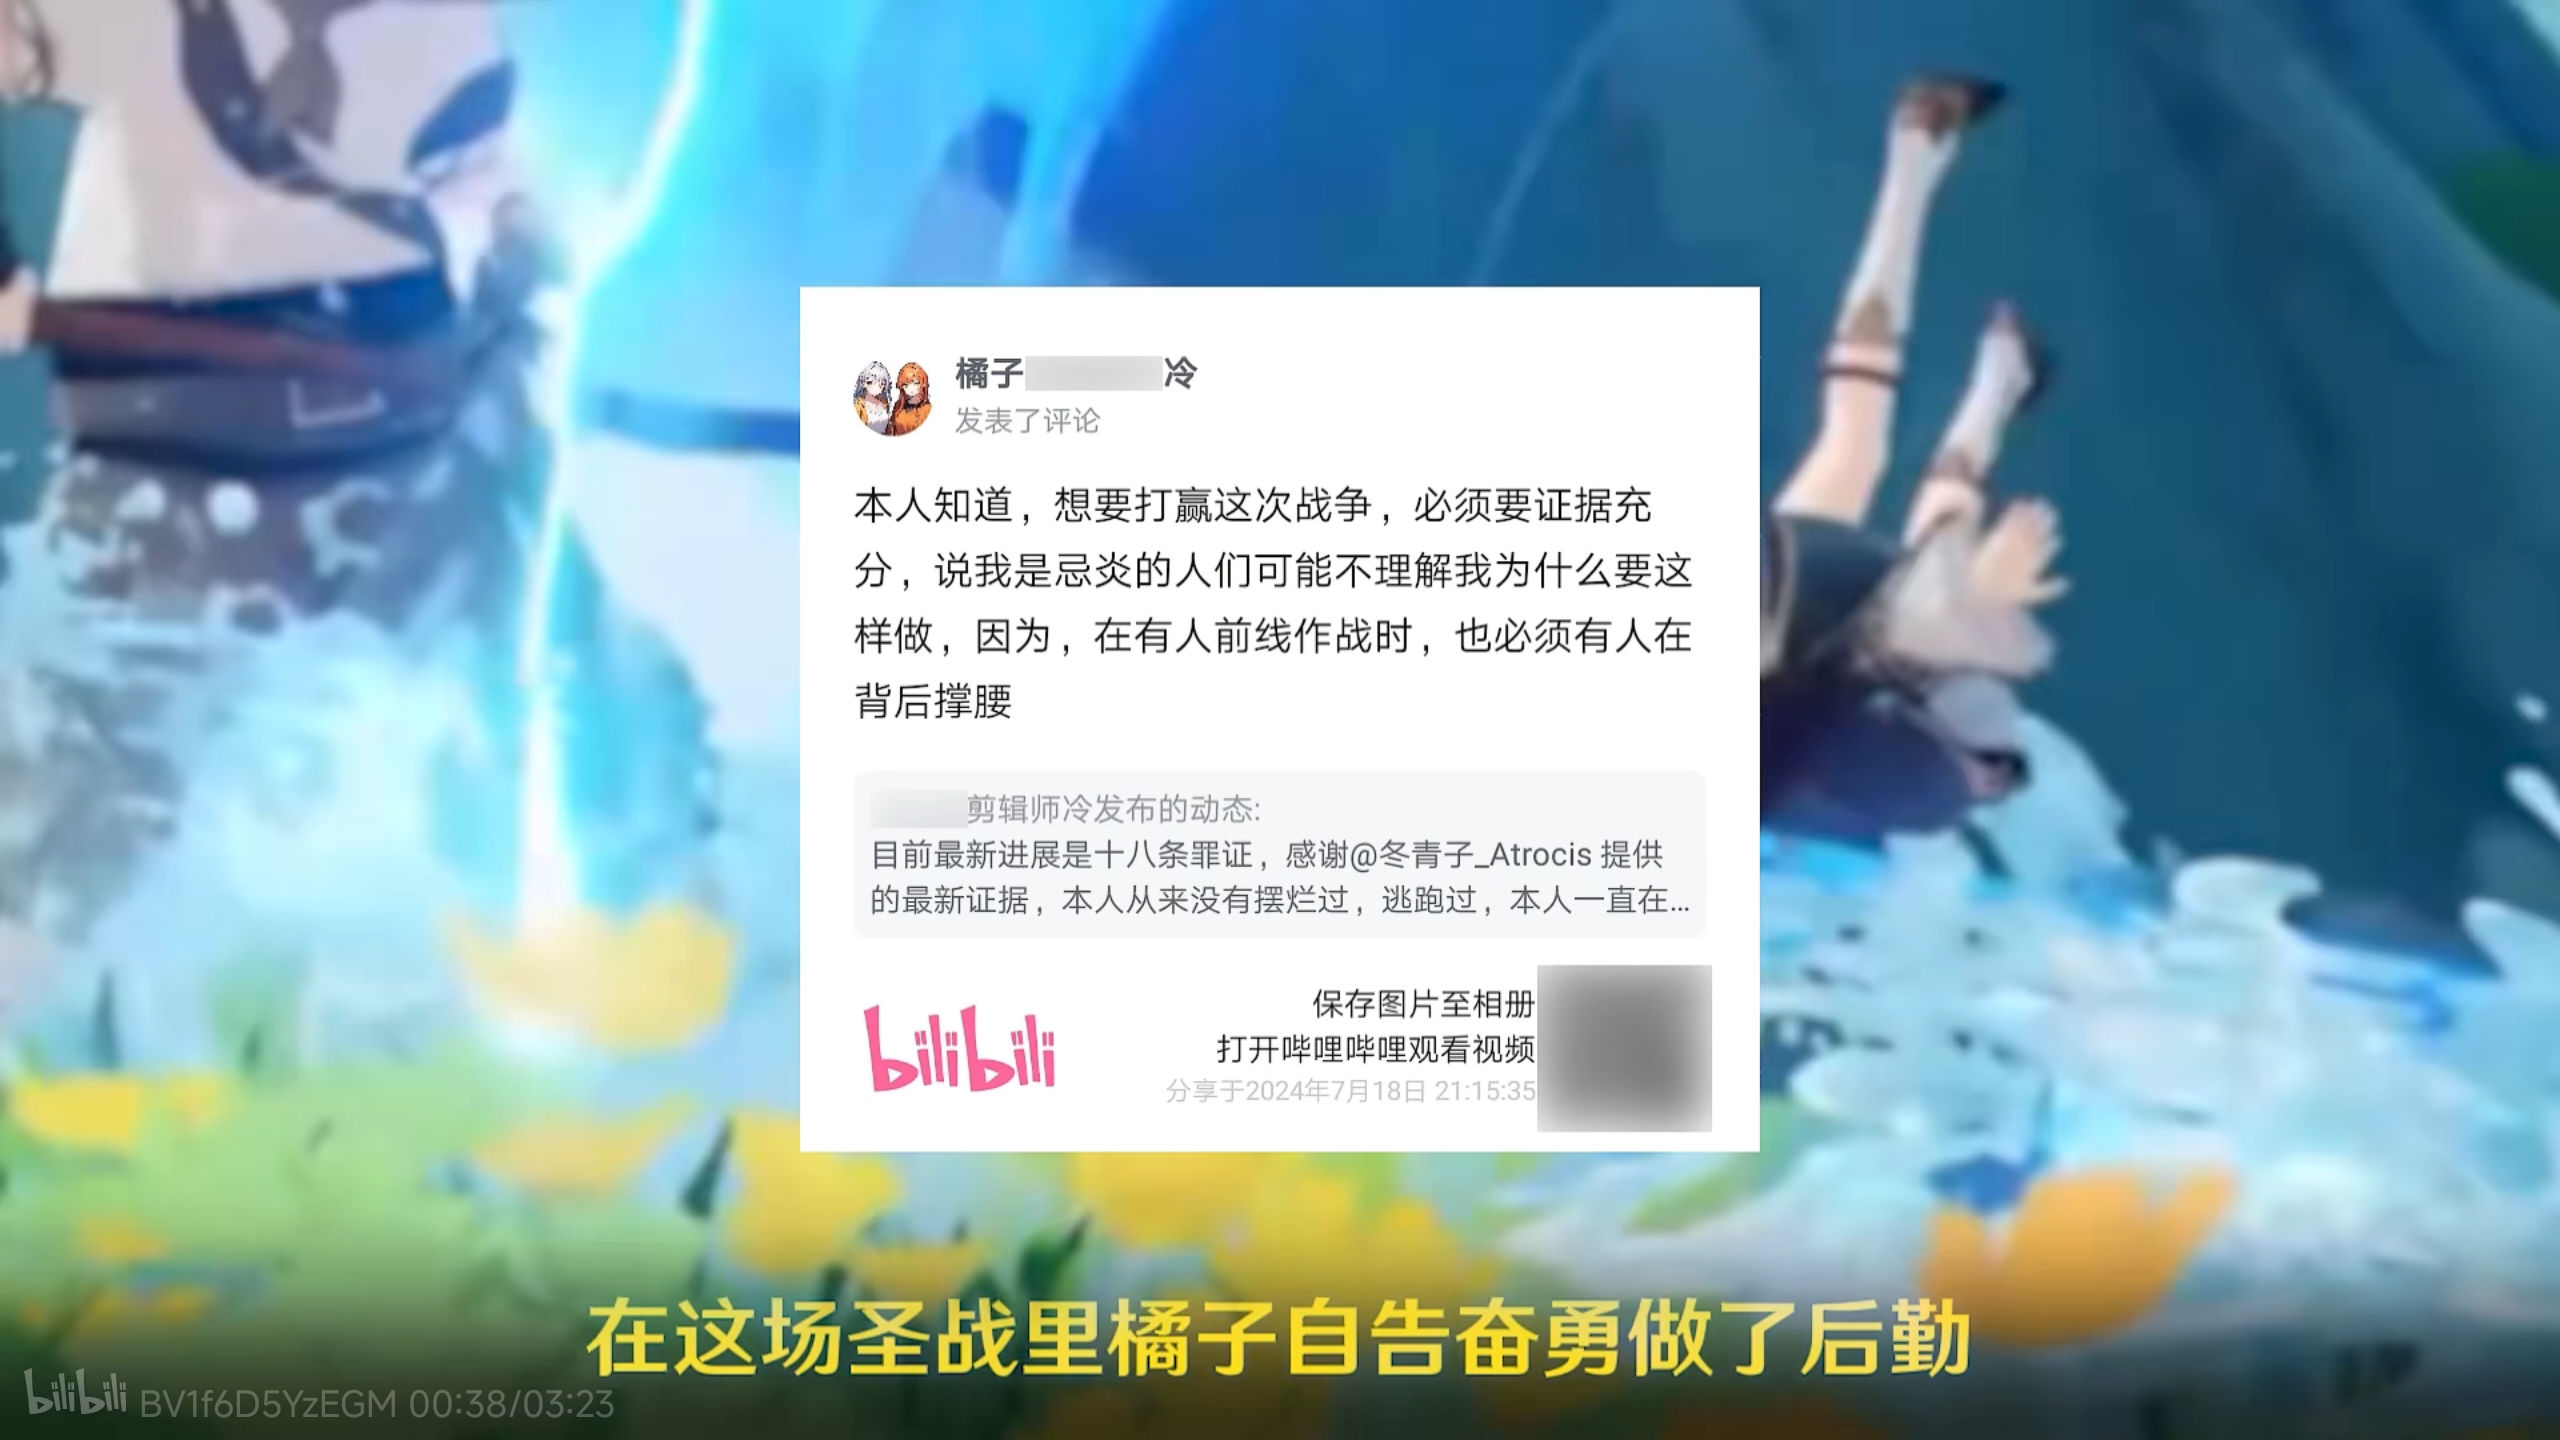 橘子 冷
发表了评论
本人知道，想要打赢这次战争，必须要证据充
分，说我是忌炎的人们可能不理解我为什么要这
样做，因为，在有人前线作战时，也必须有人在
背后撑腰
剪辑师冷发布的动态:
目前最新进展是十八条罪证，感谢@冬青子_Atrocis 提供
的最新证据，本人从来没有摆烂过，逃跑过，本人一直在...
bilibili
保存图片至相册
打开哔哩哔哩观看视频
分享于2024年7月18日 21:15:35
在这场圣战里橘子自告奋勇做了后勤
bilibili BV1f6D5YzEGM 00:38/03:23